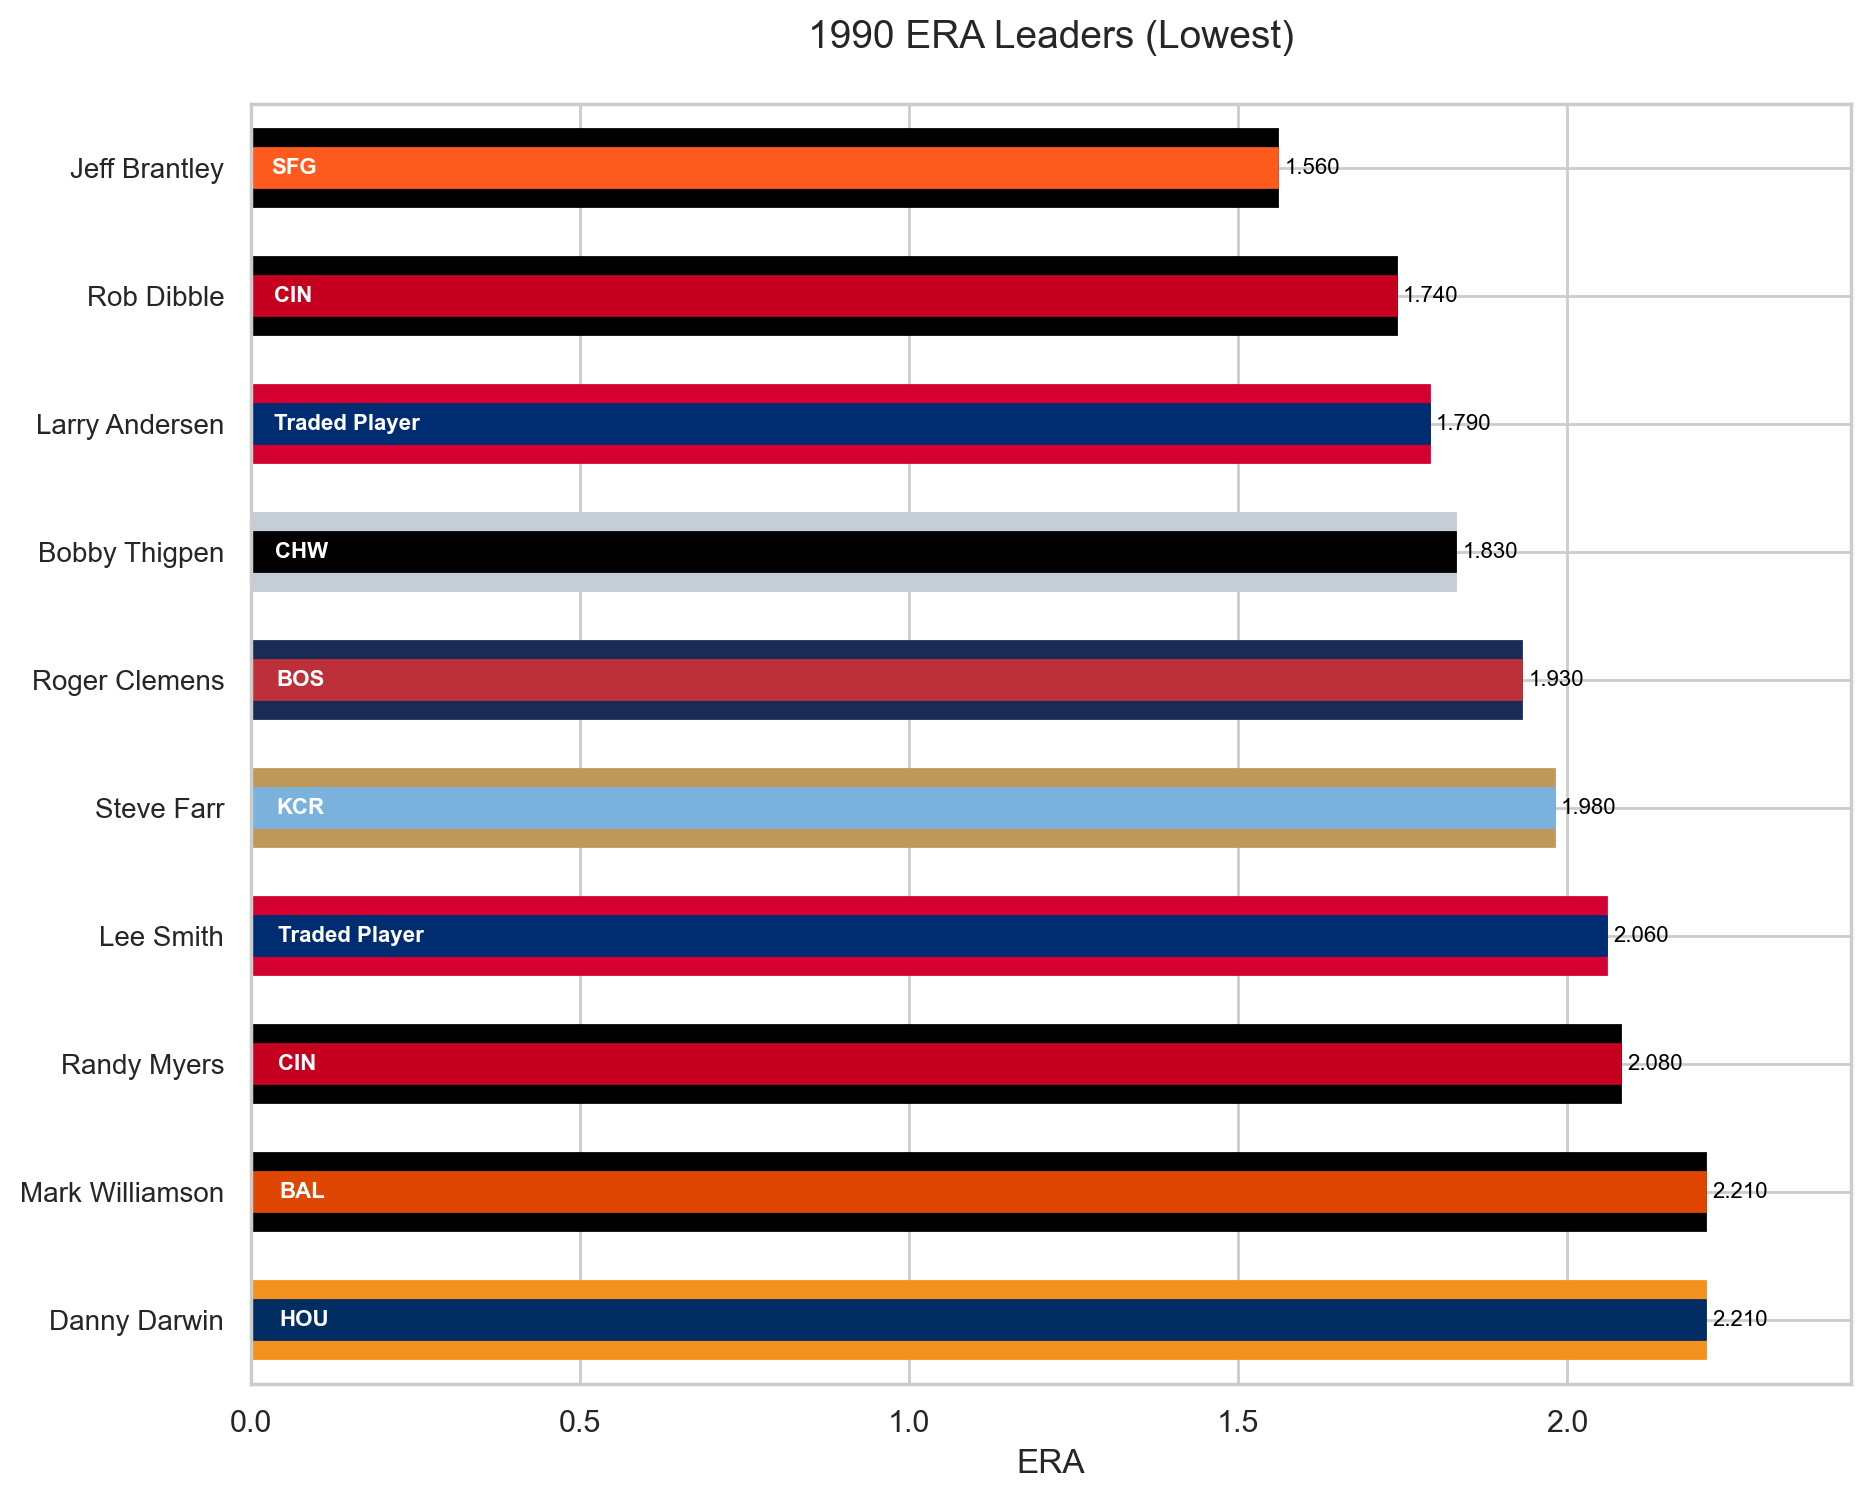 1990 ERA Leaders (Lowest)
Jeff Brantley SFG 1.560
Rob Dibble CIN 1.740
Larry Andersen Traded Player 1.790
Bobby Thigpen CHW 1.830
Roger Clemens BOS 1.930
Steve Farr KCR 1.980
Lee Smith Traded Player 2.060
Randy Myers CIN 2.080
Mark Williamson BAL 2.210
Danny Darwin HOU 2.210
0.0 0.5 1.0 1.5 2.0
ERA